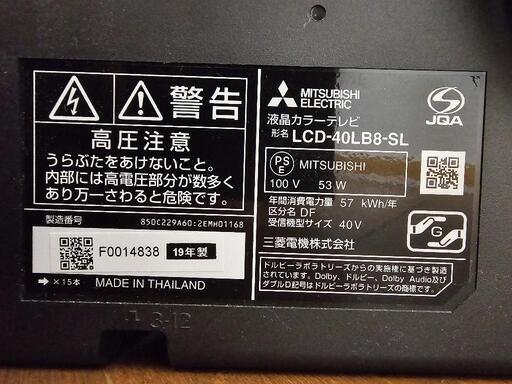 警告
高圧注意
うらぶたをあけないこと。
内部には高電圧部分が数多く
あり万一さわると危険です。
製造番号
850C229A60:2EMH01168
F0014838
19年製
×15本
MADE IN THAILAND
MITSUBISHI
ELECTRIC
液晶カラーテレビ
形名 LCD-40LB8-SL
JQA
PS
E
MITSUBISHI
100 V 53 W
年間消費電力量 57 kWh/年
区分名 DF
受信機型サイズ 40V
三菱電機株式会社
G
ドルビーラボラトリーズからの実施権に基づき製造
されています。Dolby、ドルビー、Dolby Audio及び
ダブルD記号はドルビーラボラトリーズの商標です。